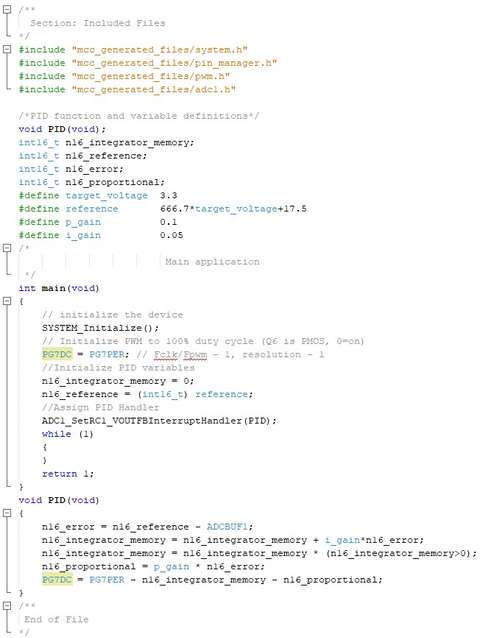 /**
Section: Included Files
*/
#include "mcc_generated_files/system.h"
#include "mcc_generated_files/pin_manager.h"
#include "mcc_generated_files/pwm.h"
#include "mcc_generated_files/adc1.h"
/*PID function and variable definitions*/
void PID(void);
int16_t n16_integrator_memory;
int16_t n16_reference;
int16_t n16_error;
int16_t n16_proportional;
#define target_voltage 3.3
#define reference 666.7*target_voltage+17.5
#define p_gain 0.1
#define i_gain 0.05
/*
Main application
*/
int main(void)
{
// initialize the device
SYSTEM_Initialize();
// Initialize PWM to 100% duty cycle (Q6 is PMOS, 0=on)
PG7DC = PG7PER; // Fclk/Fpwm - 1, resolution - 1
//Initialize PID variables
n16_integrator_memory = 0;
n16_reference = (int16_t) reference;
//Assign PID Handler
ADC1_SetRC1_VOUTFBInterruptHandler(PID);
while (1)
{
}
return 1;
}
void PID(void)
{
n16_error = n16_reference - ADCBUF1;
n16_integrator_memory = n16_integrator_memory + i_gain*n16_error;
n16_integrator_memory = n16_integrator_memory * (n16_integrator_memory>0);
n16_proportional = p_gain * n16_error;
PG7DC = PG7PER - n16_integrator_memory - n16_proportional;
}
/**
End of File
*/